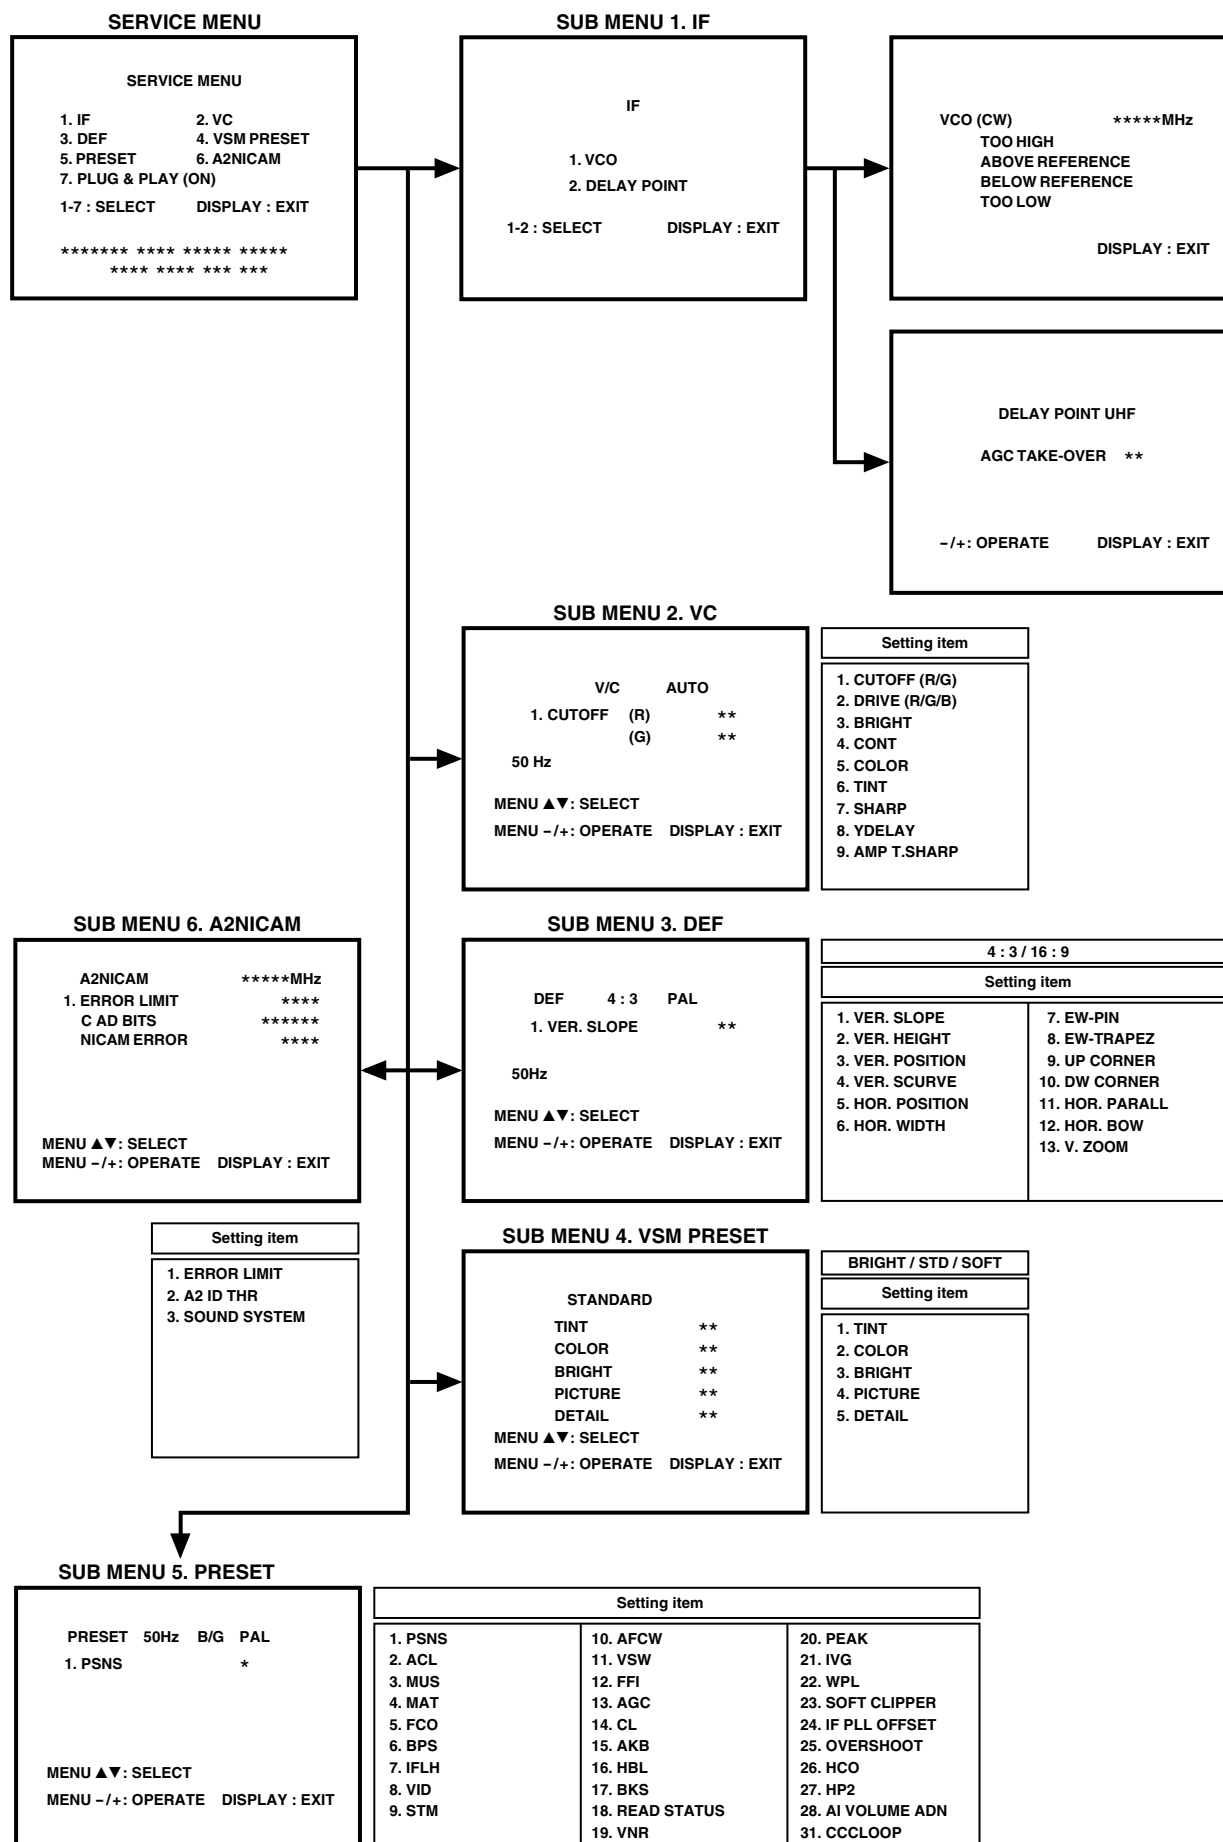 SERVICE MENU
SERVICE MENU
1. IF 2. VC
3. DEF 4. VSM PRESET
5. PRESET 6. A2NICAM
7. PLUG & PLAY (ON)
1-7 : SELECT DISPLAY : EXIT
******* **** ***** *****
**** **** *** ***
SUB MENU 1. IF
IF
1. VCO
2. DELAY POINT
1-2 : SELECT DISPLAY : EXIT
VCO (CW) *****MHz
TOO HIGH
ABOVE REFERENCE
BELOW REFERENCE
TOO LOW
DISPLAY : EXIT
DELAY POINT UHF
AGC TAKE-OVER **
–/+: OPERATE DISPLAY : EXIT
SUB MENU 2. VC
V/C AUTO
1. CUTOFF (R) **
(G) **
50 Hz
MENU ▲▼: SELECT
MENU –/+: OPERATE DISPLAY : EXIT
Setting item
1. CUTOFF (R/G)
2. DRIVE (R/G/B)
3. BRIGHT
4. CONT
5. COLOR
6. TINT
7. SHARP
8. YDELAY
9. AMP T.SHARP
SUB MENU 6. A2NICAM
A2NICAM *****MHz
1. ERROR LIMIT ****
C AD BITS ******
NICAM ERROR ****
MENU ▲▼: SELECT
MENU –/+: OPERATE DISPLAY : EXIT
Setting item
1. ERROR LIMIT
2. A2 ID THR
3. SOUND SYSTEM
SUB MENU 3. DEF
DEF 4 : 3 PAL
1. VER. SLOPE **
50Hz
MENU ▲▼: SELECT
MENU –/+: OPERATE DISPLAY : EXIT
4 : 3 / 16 : 9
Setting item
1. VER. SLOPE
2. VER. HEIGHT
3. VER. POSITION
4. VER. SCURVE
5. HOR. POSITION
6. HOR. WIDTH
7. EW-PIN
8. EW-TRAPEZ
9. UP CORNER
10. DW CORNER
11. HOR. PARALL
12. HOR. BOW
13. V. ZOOM
SUB MENU 4. VSM PRESET
STANDARD
TINT **
COLOR **
BRIGHT **
PICTURE **
DETAIL **
MENU ▲▼: SELECT
MENU –/+: OPERATE DISPLAY : EXIT
BRIGHT / STD / SOFT
Setting item
1. TINT
2. COLOR
3. BRIGHT
4. PICTURE
5. DETAIL
SUB MENU 5. PRESET
PRESET 50Hz B/G PAL
1. PSNS *
MENU ▲▼: SELECT
MENU –/+: OPERATE DISPLAY : EXIT
Setting item
1. PSNS
2. ACL
3. MUS
4. MAT
5. FCO
6. BPS
7. IFLH
8. VID
9. STM
10. AFCW
11. VSW
12. FFI
13. AGC
14. CL
15. AKB
16. HBL
17. BKS
18. READ STATUS
19. VNR
20. PEAK
21. IVG
22. WPL
23. SOFT CLIPPER
24. IF PLL OFFSET
25. OVERSHOOT
26. HCO
27. HP2
28. AI VOLUME ADN
31. CCCLOOP